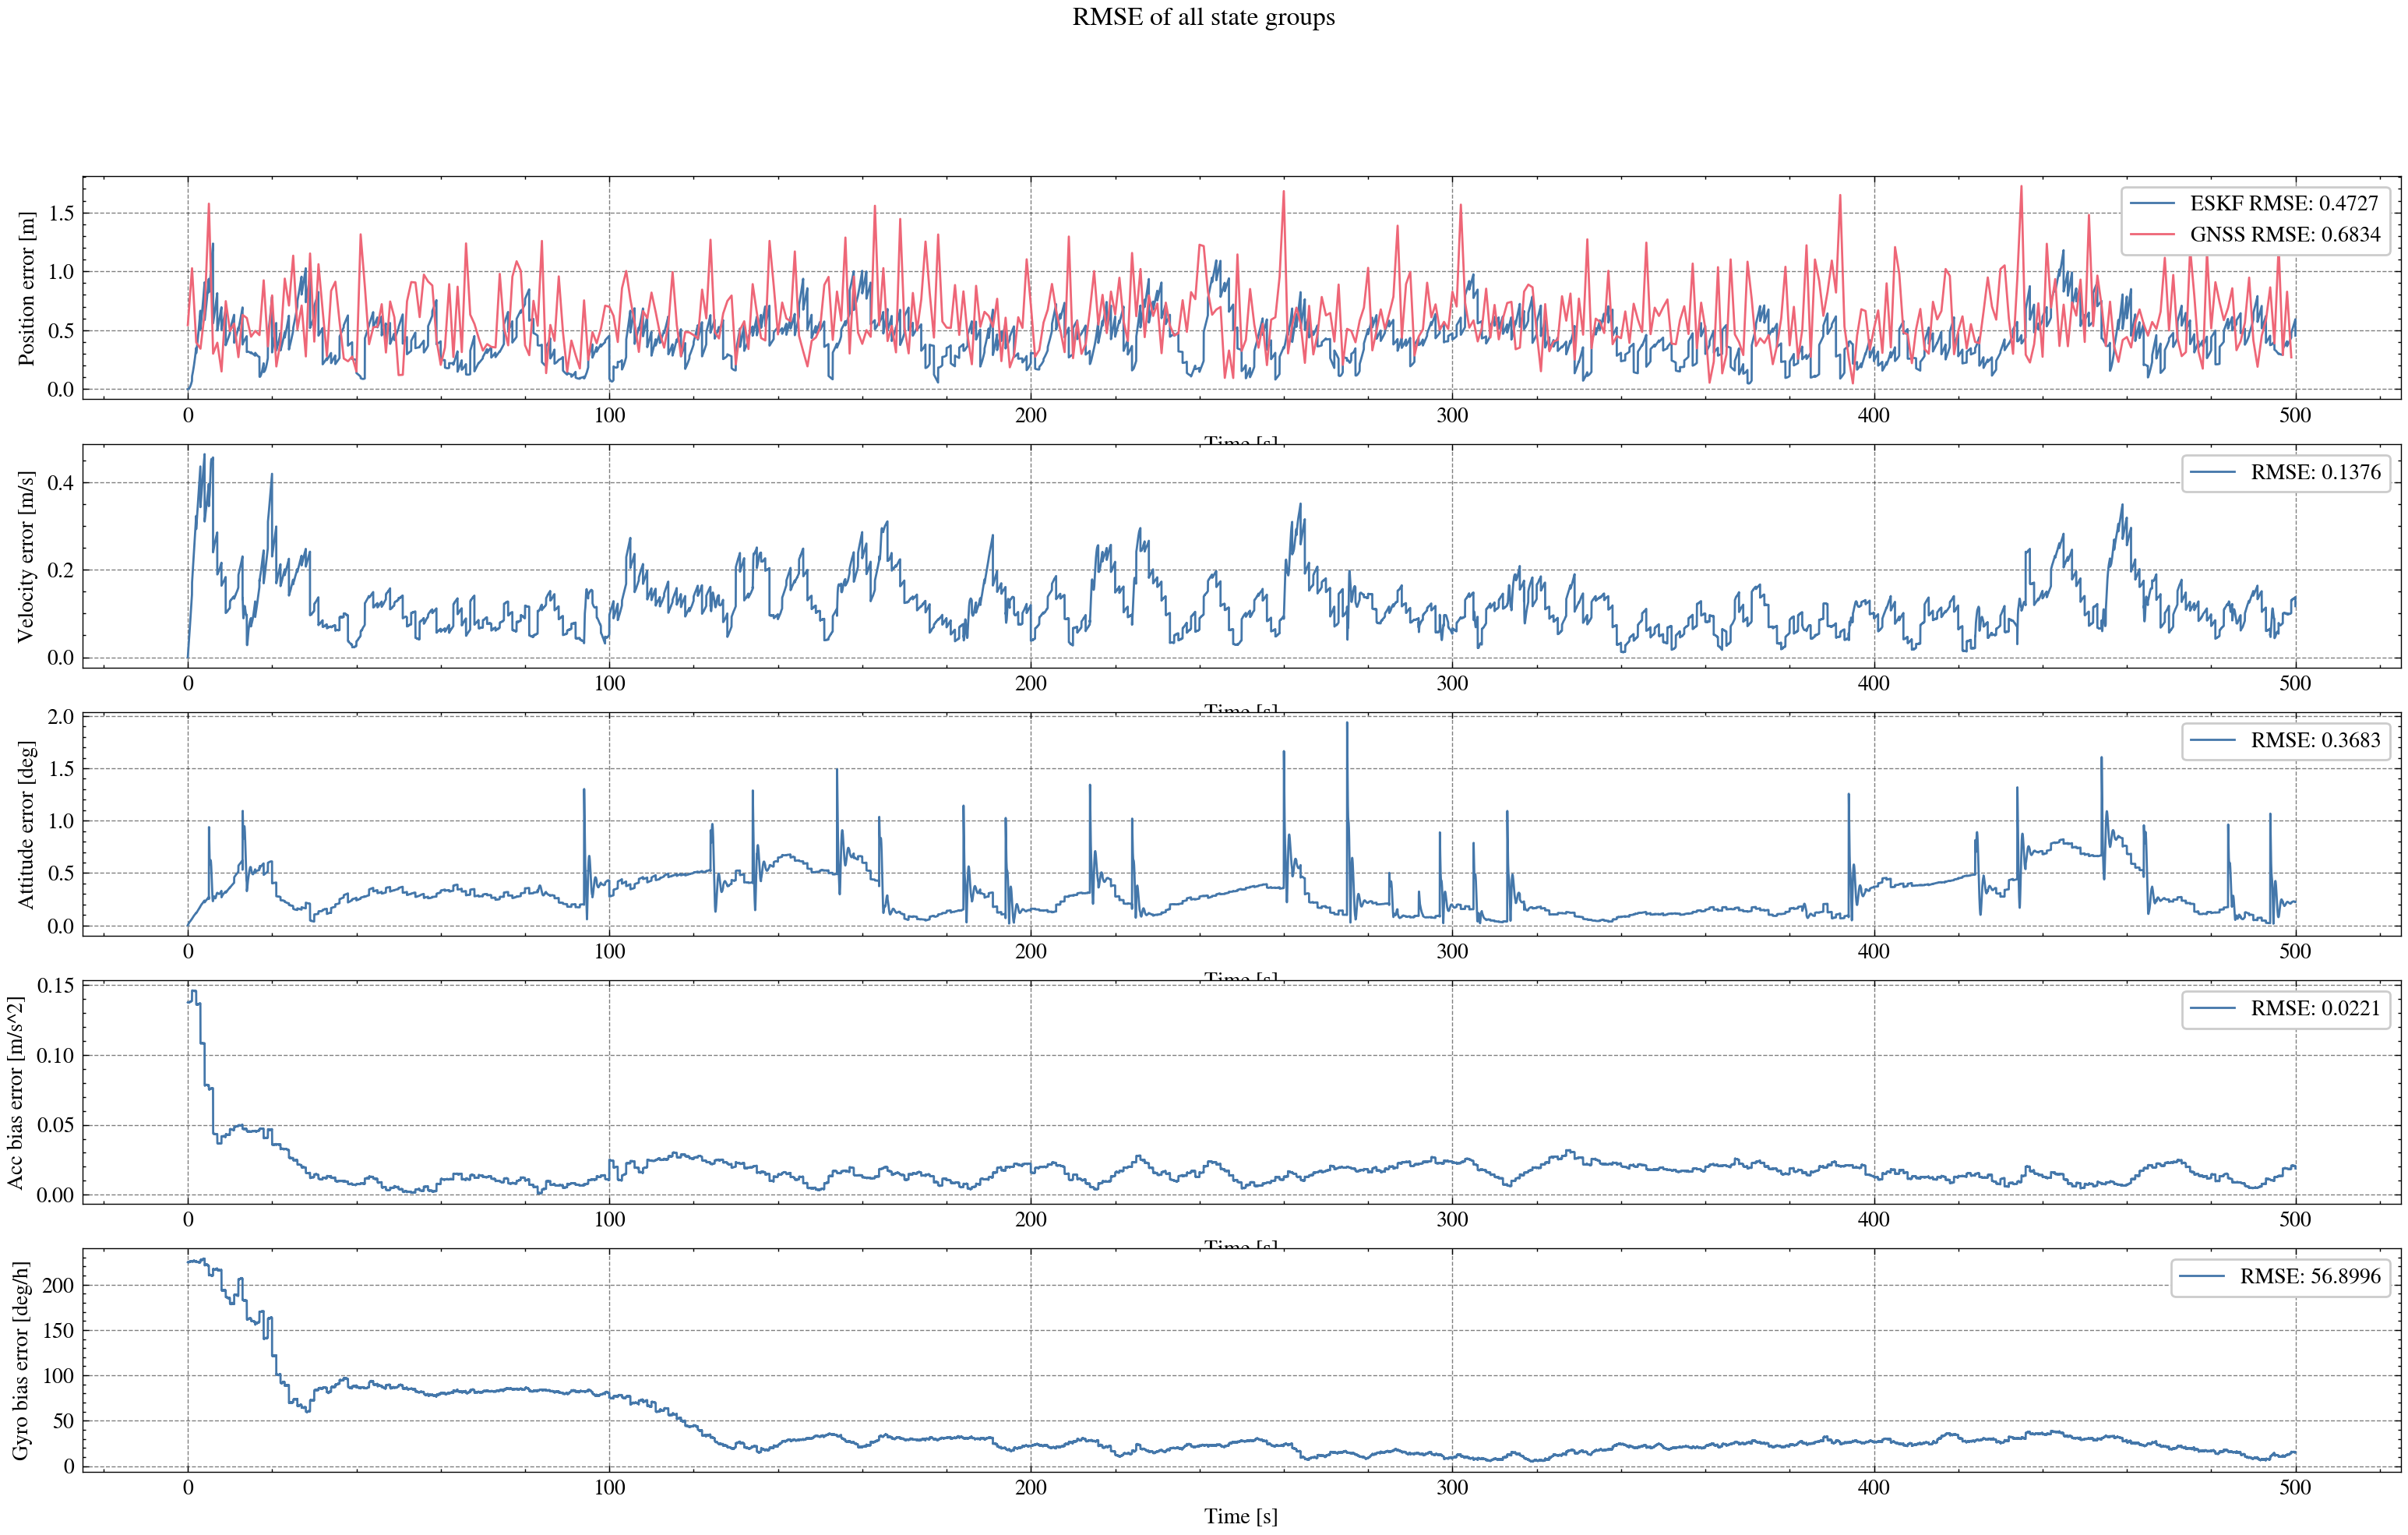 RMSE of all state groups
Position error [m]
1.5
1.0
0.5
0.0
ESKF RMSE: 0.4727
GNSS RMSE: 0.6834
0 100 200 300 400 500
Time [s]
Velocity error [m/s]
0.4
0.2
0.0
RMSE: 0.1376
0 100 200 300 400 500
Time [s]
Attitude error [deg]
2.0
1.5
1.0
0.5
0.0
RMSE: 0.3683
0 100 200 300 400 500
Time [s]
Acc bias error [m/s^2]
0.15
0.10
0.05
0.00
RMSE: 0.0221
0 100 200 300 400 500
Time [s]
Gyro bias error [deg/h]
200
150
100
50
0
RMSE: 56.8996
0 100 200 300 400 500
Time [s]